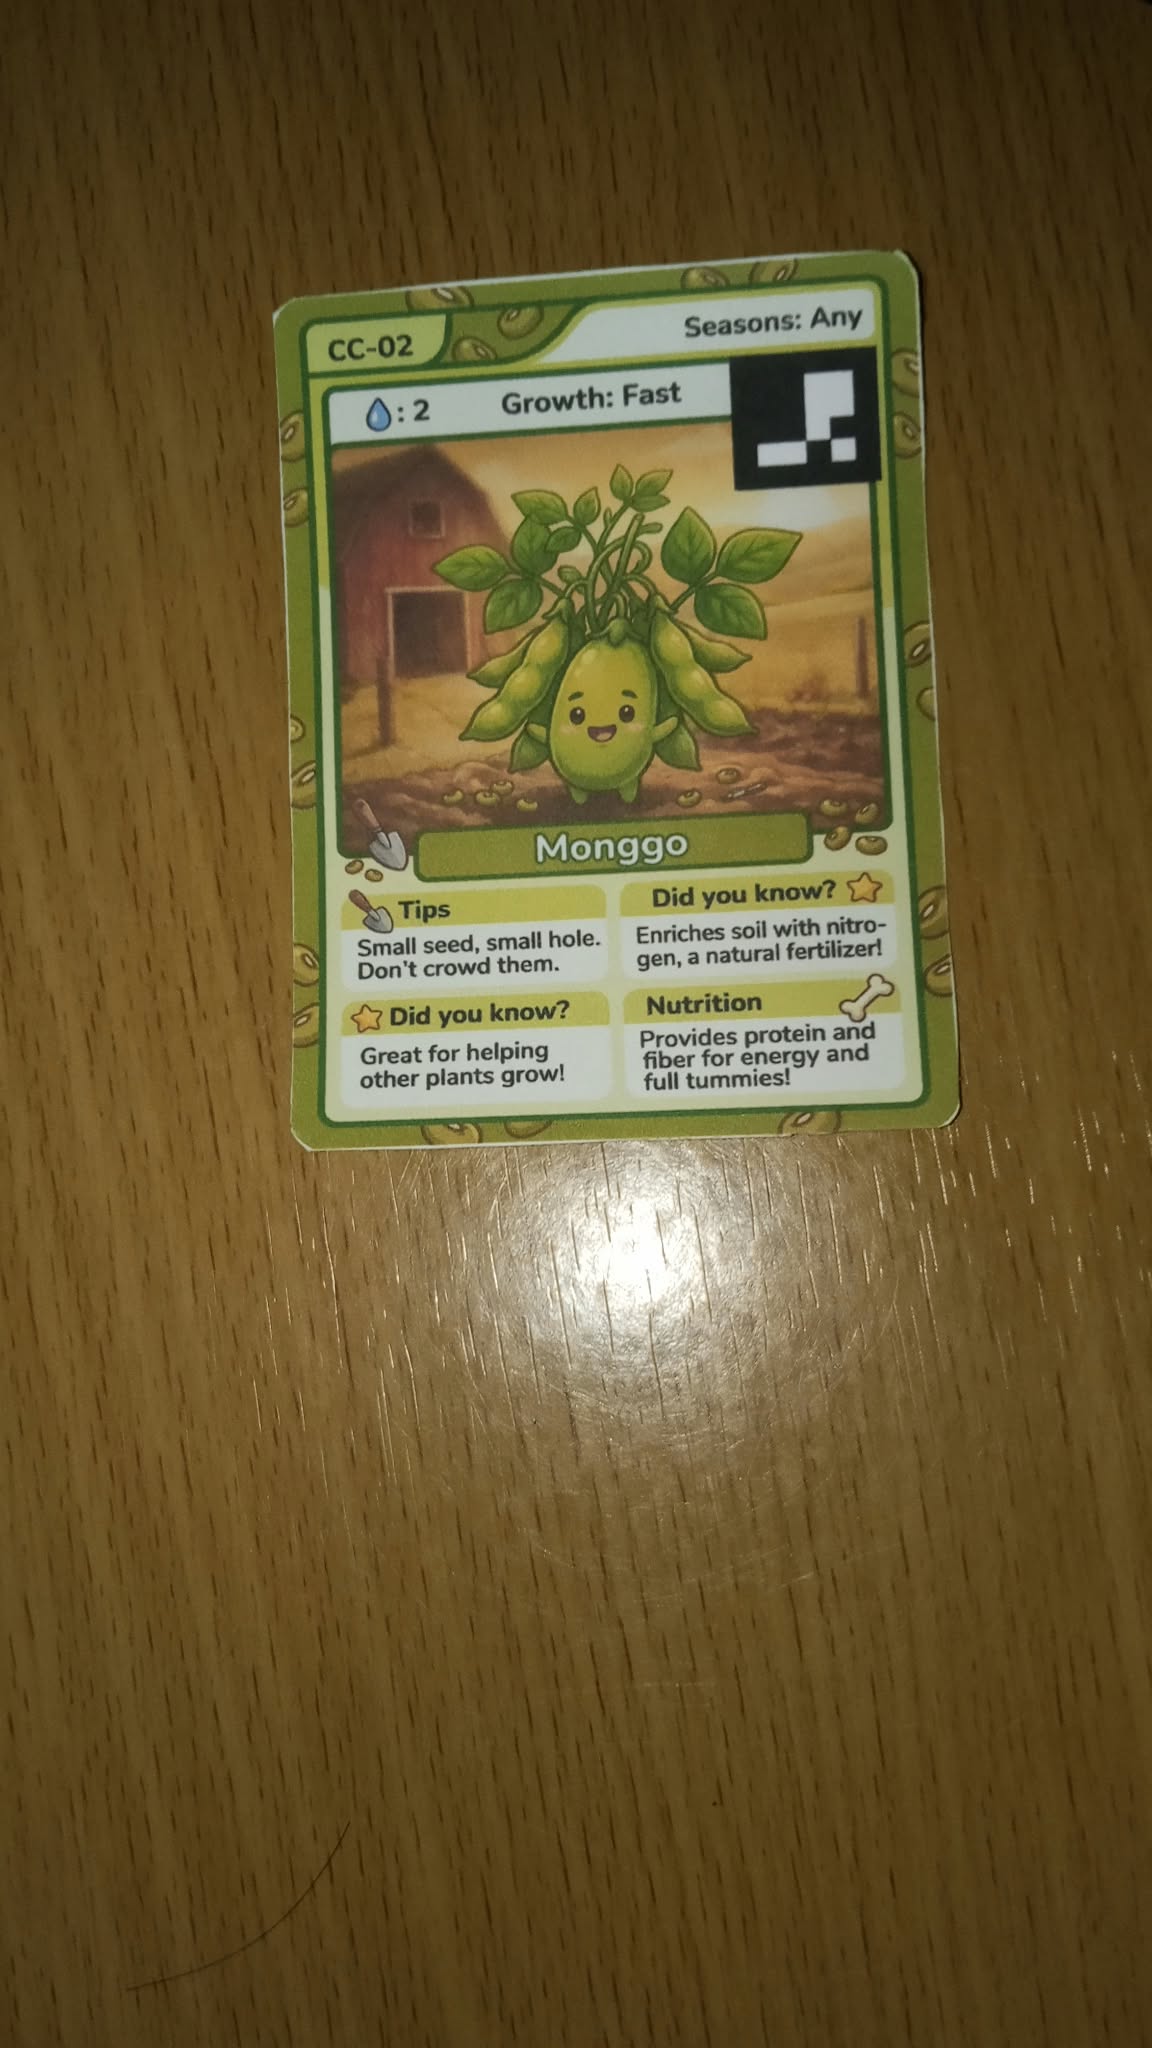 CC-02
Seasons: Any
: 2
Growth: Fast
Monggo
Tips
Small seed, small hole.
Don't crowd them.
Did you know?
Enriches soil with nitro-
gen, a natural fertilizer!
Did you know?
Great for helping
other plants grow!
Nutrition
Provides protein and
fiber for energy and
full tummies!